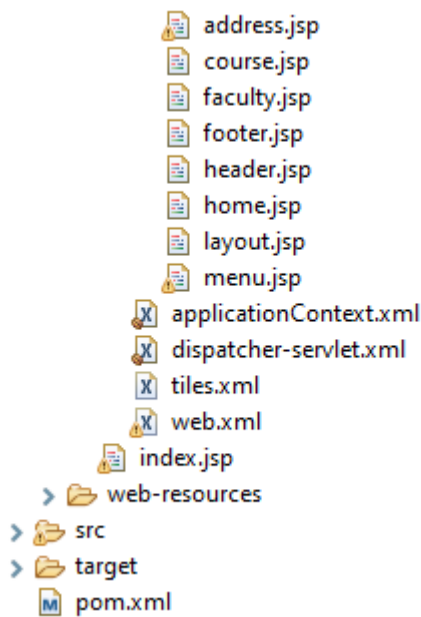 address.jsp
course.jsp
faculty.jsp
footer.jsp
header.jsp
home.jsp
layout.jsp
menu.jsp
applicationContext.xml
dispatcher-servlet.xml
tiles.xml
web.xml
index.jsp
web-resources
src
target
pom.xml